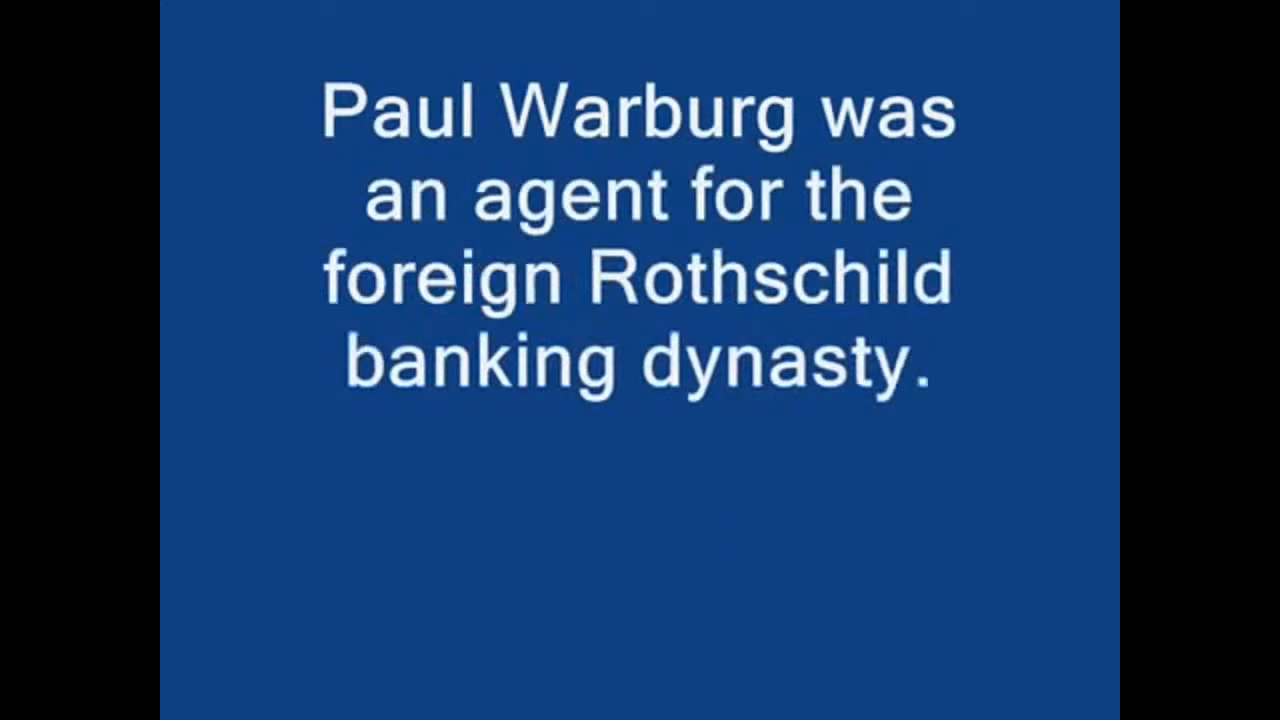 Paul Warburg was
an agent for the
foreign Rothschild
banking dynasty.